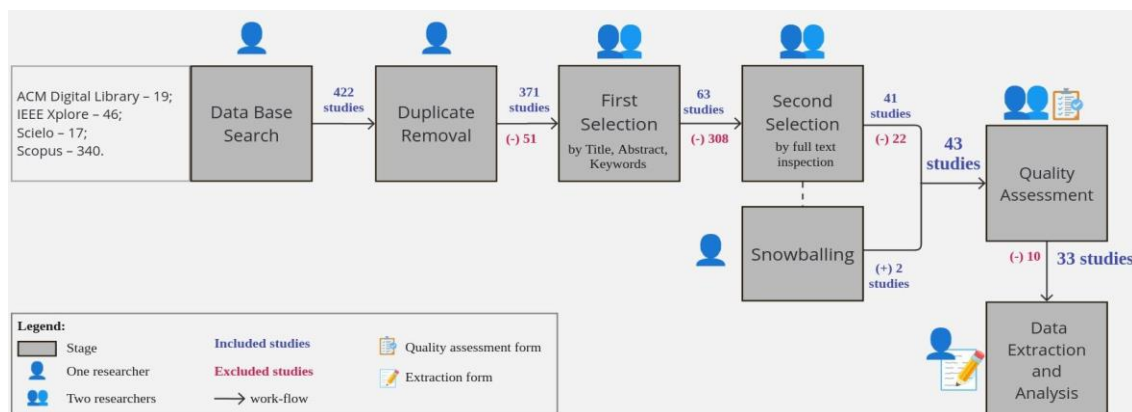 ACM Digital Library – 19;
IEEE Xplore – 46;
Scielo – 17;
Scopus – 340.
Data Base
Search
422
studies
Duplicate
Removal
371
studies
(-) 51
First
Selection
by Title, Abstract,
Keywords
63
studies
(-) 308
Second
Selection
by full text
inspection
41
studies
(-) 22
Snowballing
(+) 2
studies
43
studies
Quality
Assessment
(-) 10
33 studies
Data
Extraction
and
Analysis
Legend:
Stage
One researcher
Two researchers
Included studies
Excluded studies
work-flow
Quality assessment form
Extraction form